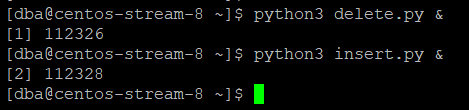 [dba@centos-stream-8 ~]$ python3 delete.py &
[1] 112326
[dba@centos-stream-8 ~]$ python3 insert.py &
[2] 112328
[dba@centos-stream-8 ~]$